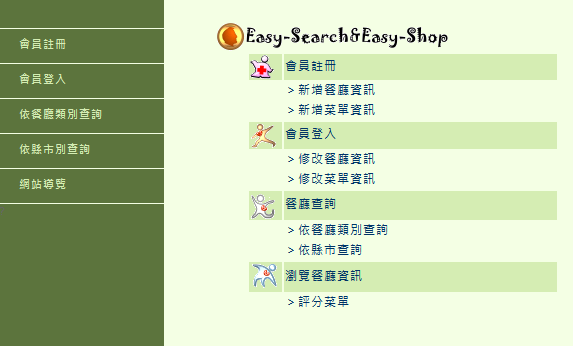 會員註冊
會員登入
依餐廳類別查詢
依縣市別查詢
網站導覽
Easy-Search&Easy-Shop
會員註冊
> 新增餐廳資訊
> 新增菜單資訊
會員登入
> 修改餐廳資訊
> 修改菜單資訊
餐廳查詢
> 依餐廳類別查詢
> 依縣市查詢
瀏覽餐廳資訊
> 評分菜單